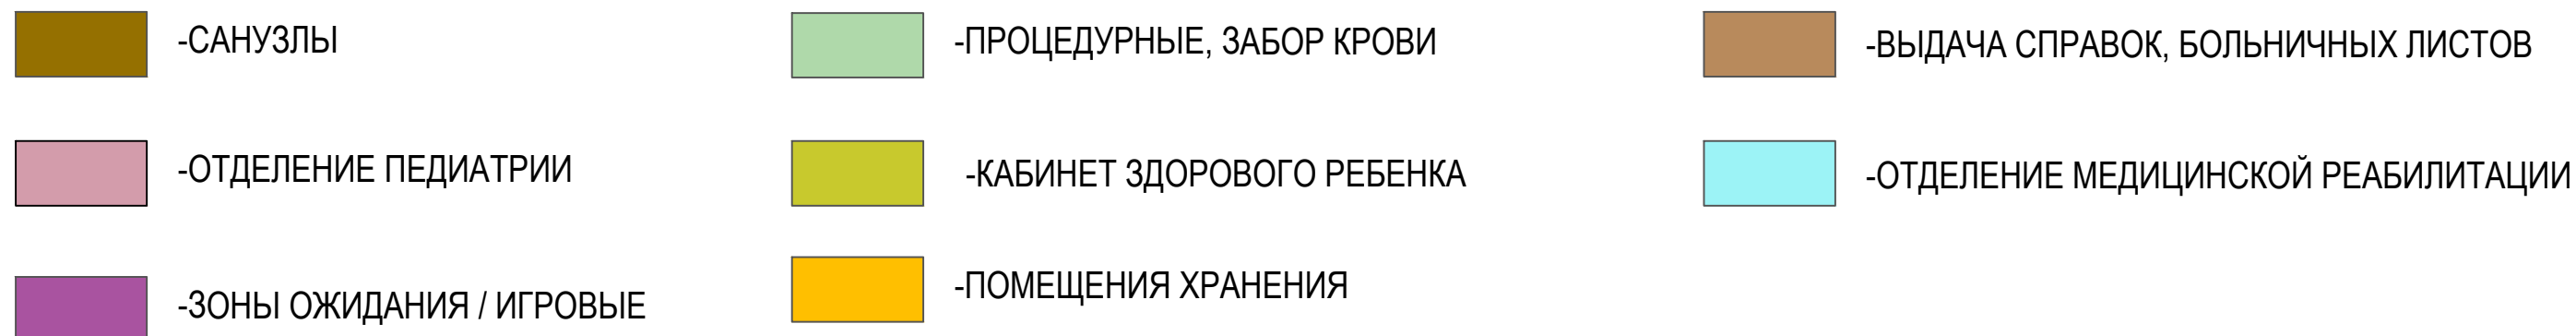 -САНУЗЛЫ
-ПРОЦЕДУРНЫЕ, ЗАБОР КРОВИ
-ВЫДАЧА СПРАВОК, БОЛЬНИЧНЫХ ЛИСТОВ
-ОТДЕЛЕНИЕ ПЕДИАТРИИ
-КАБИНЕТ ЗДОРОВОГО РЕБЕНКА
-ОТДЕЛЕНИЕ МЕДИЦИНСКОЙ РЕАБИЛИТАЦИИ
-ЗОНЫ ОЖИДАНИЯ / ИГРОВЫЕ
-ПОМЕЩЕНИЯ ХРАНЕНИЯ